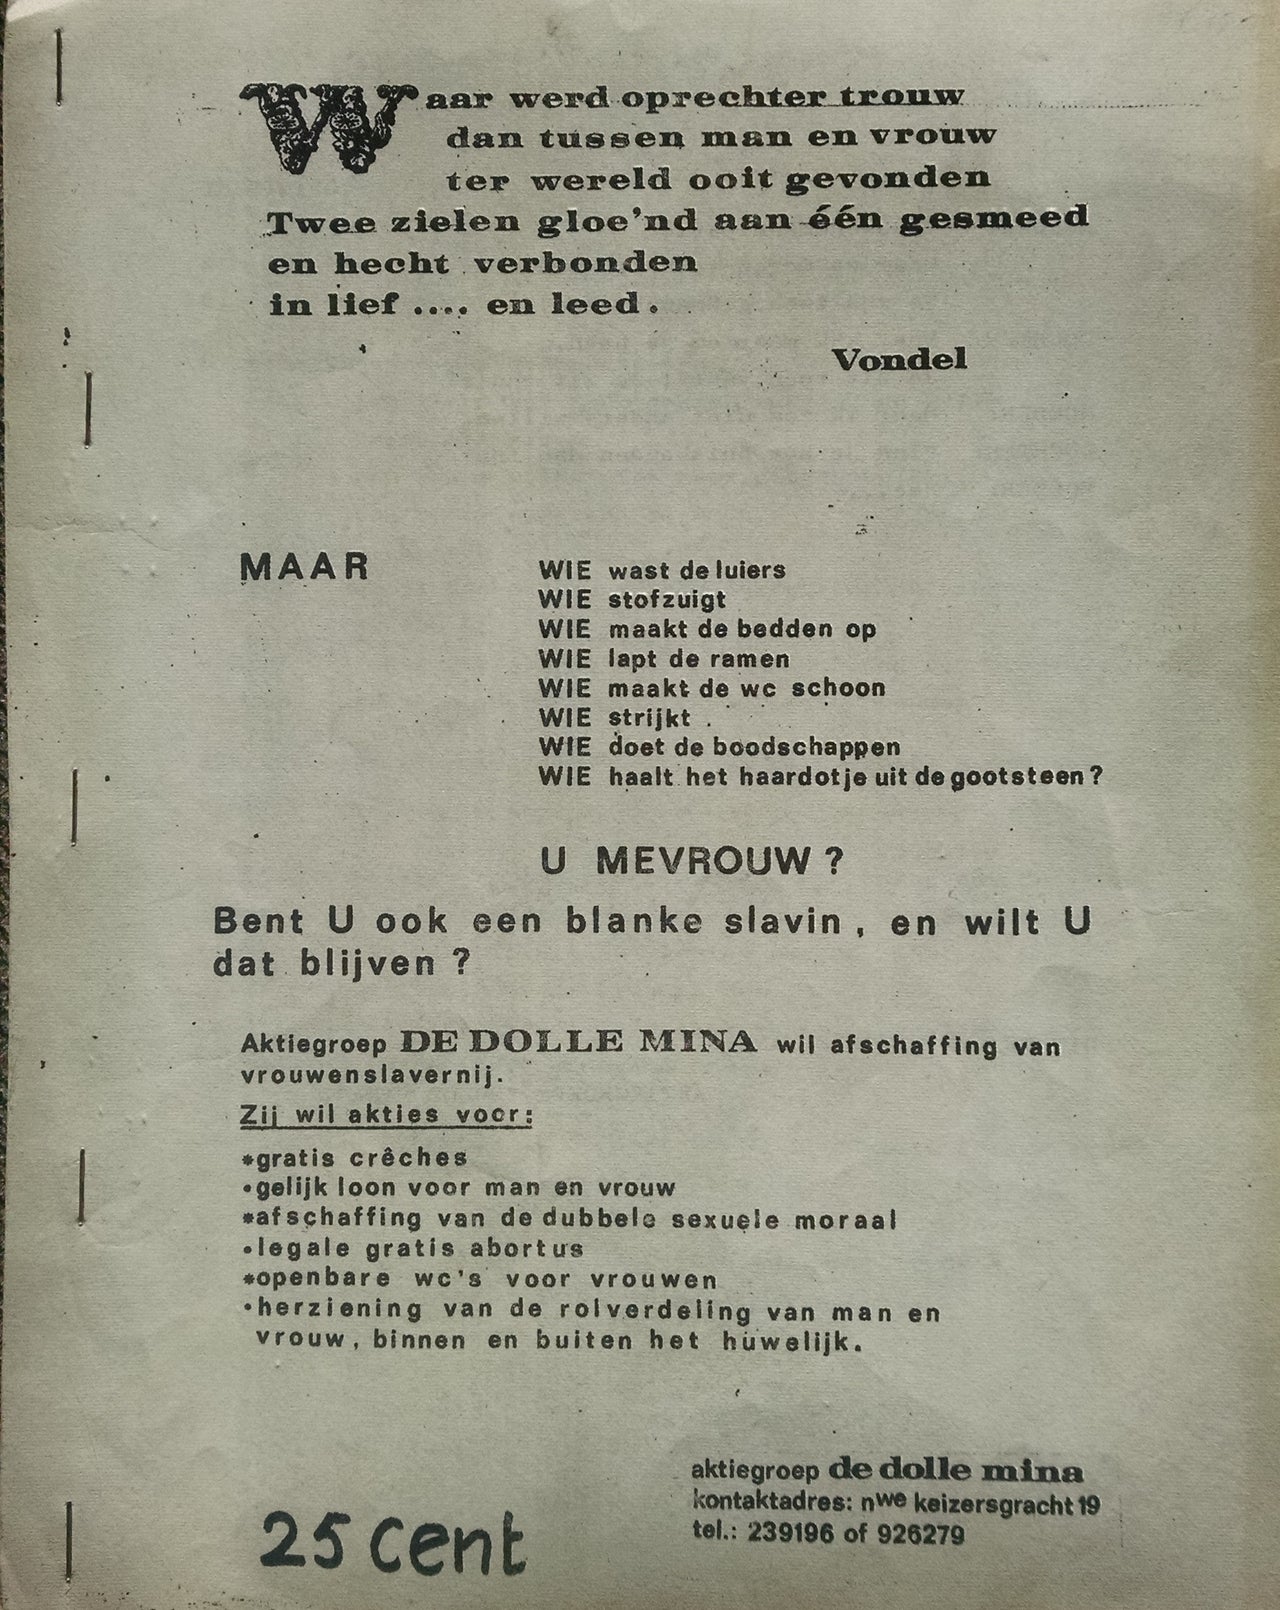 Waar werd oprechter trouw
dan tussen man en vrouw
ter wereld ooit gevonden
Twee zielen gloe'nd aan één gesmeed
en hecht verbonden
in lief .... en leed.
Vondel
MAAR
WIE wast de luiers
WIE stofzuigt
WIE maakt de bedden op
WIE lapt de ramen
WIE maakt de wc schoon
WIE strijkt
WIE doet de boodschappen
WIE haalt het haardotje uit de gootsteen?
U MEVROUW?
Bent U ook een blanke slavin, en wilt U
dat blijven?
Aktiegroep DE DOLLE MINA wil afschaffing van
vrouwenslavernij.
Zij wil akties voor:
*gratis crêches
•gelijk loon voor man en vrouw
*afschaffing van de dubbele sexuele moraal
•legale gratis abortus
*openbare wc's voor vrouwen
•herziening van de rolverdeling van man en
vrouw, binnen en buiten het huwelijk.
aktiegroep de dolle mina
kontaktadres: nwe keizersgracht 19
tel.: 239196 of 926279
25 cent